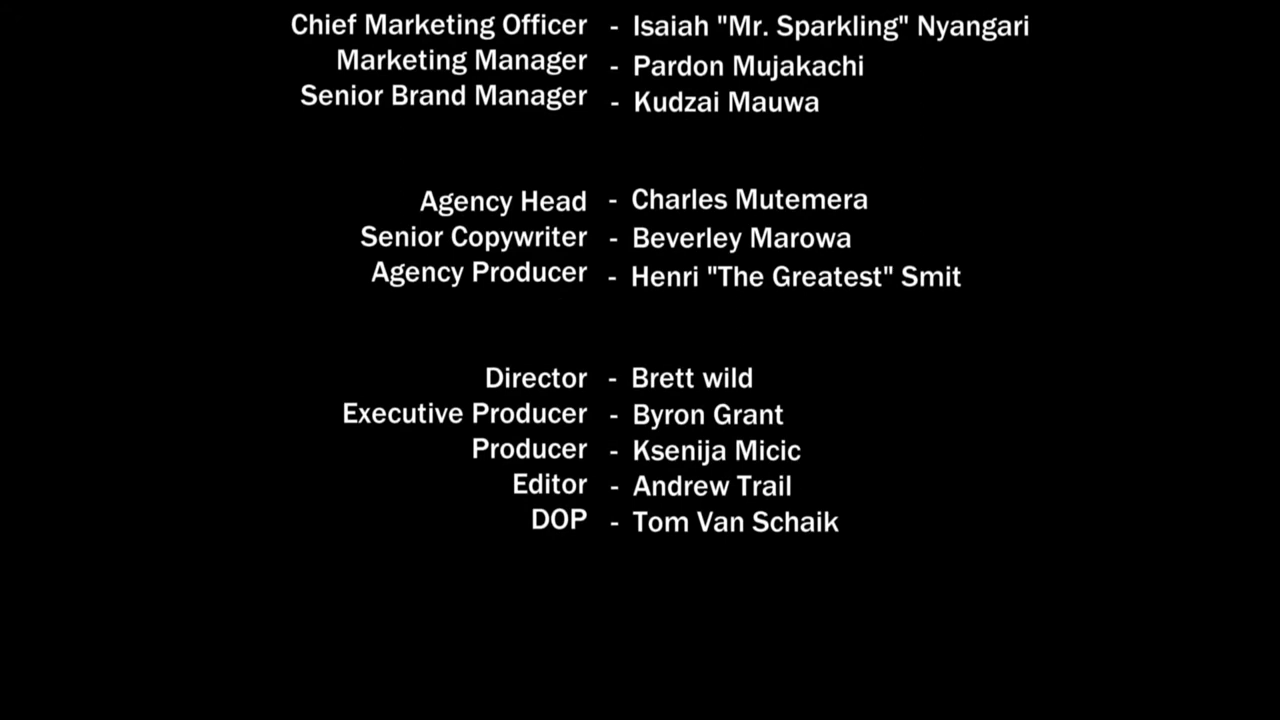 Chief Marketing Officer - Isaiah "Mr. Sparkling" Nyangari
Marketing Manager - Pardon Mujakachi
Senior Brand Manager - Kudzai Mauwa
Agency Head - Charles Mutemera
Senior Copywriter - Beverley Marowa
Agency Producer - Henri "The Greatest" Smit
Director - Brett wild
Executive Producer - Byron Grant
Producer - Ksenija Micic
Editor - Andrew Trail
DOP - Tom Van Schaik